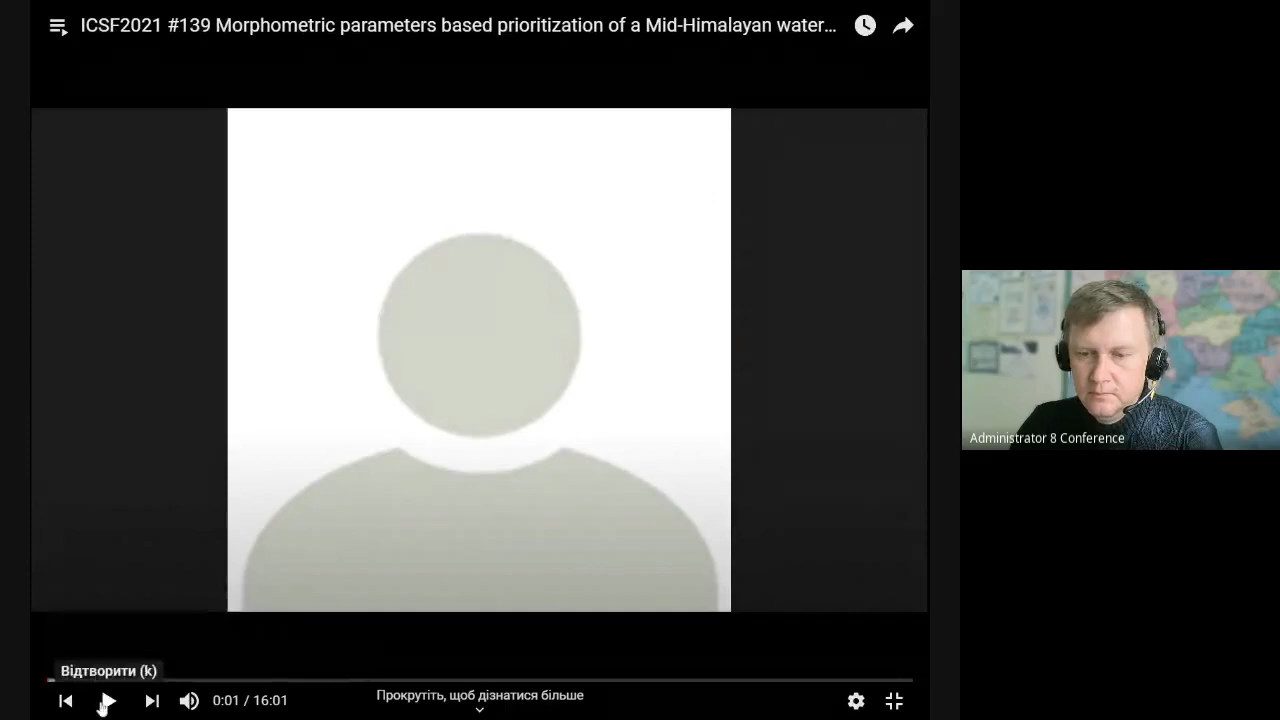 ICSF2021 #139 Morphometric parameters based prioritization of a Mid-Himalayan water...
Administrator 8 Conference
Відтворити (k)
0:01 / 16:01
Прокрутіть, щоб дізнатися більше